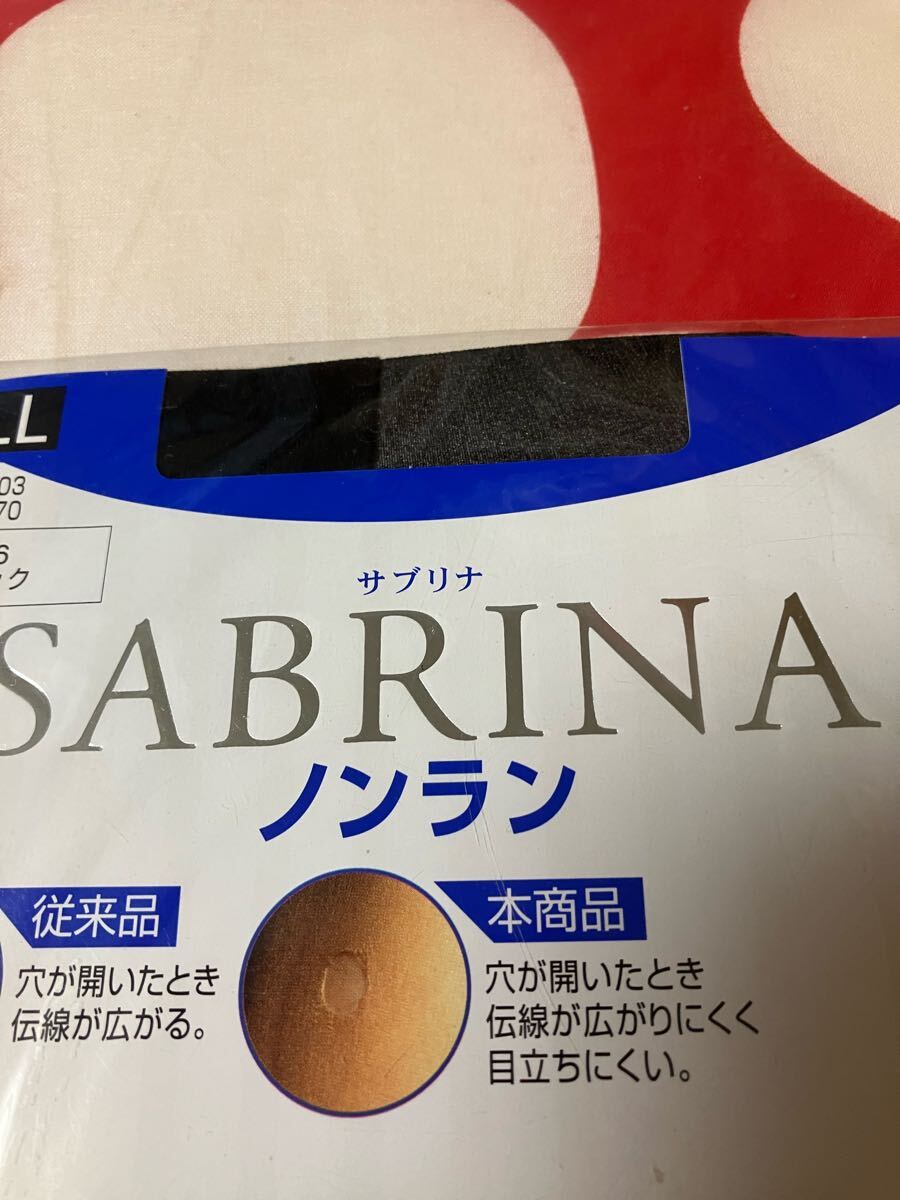 LL
03
70
6
ック
サブリナ
SABRINA
ノンラン
従来品
穴が開いたとき
伝線が広がる。
本商品
穴が開いたとき
伝線が広がりにくく
目立ちにくい。